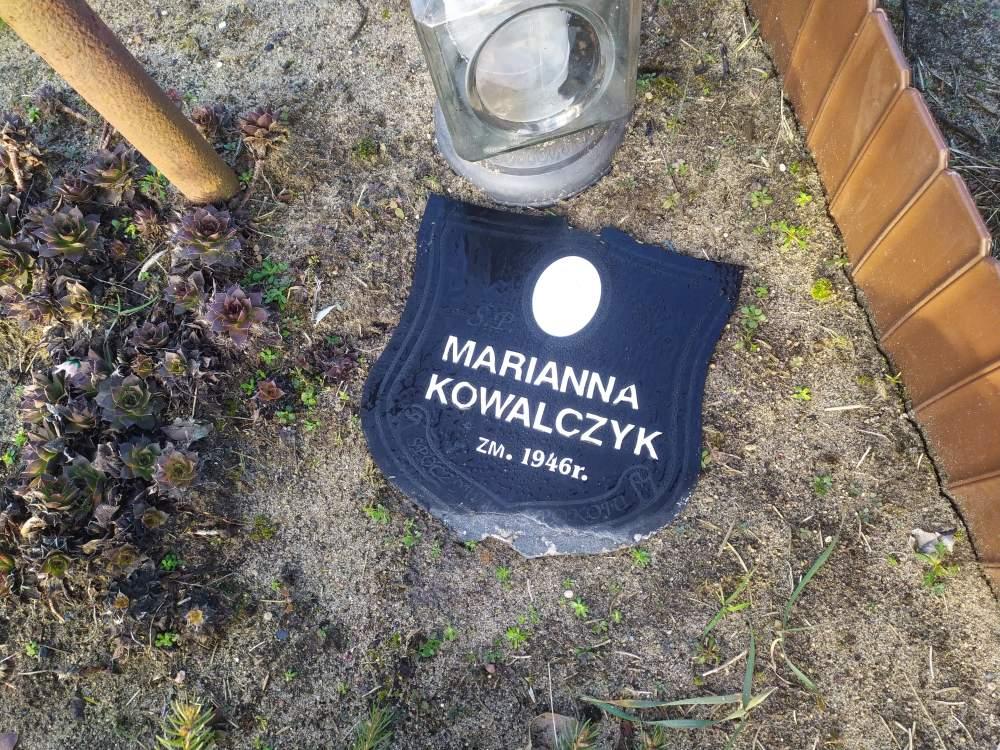 Ś.P.
MARIANNA
KOWALCZYK
ZM. 1946r.